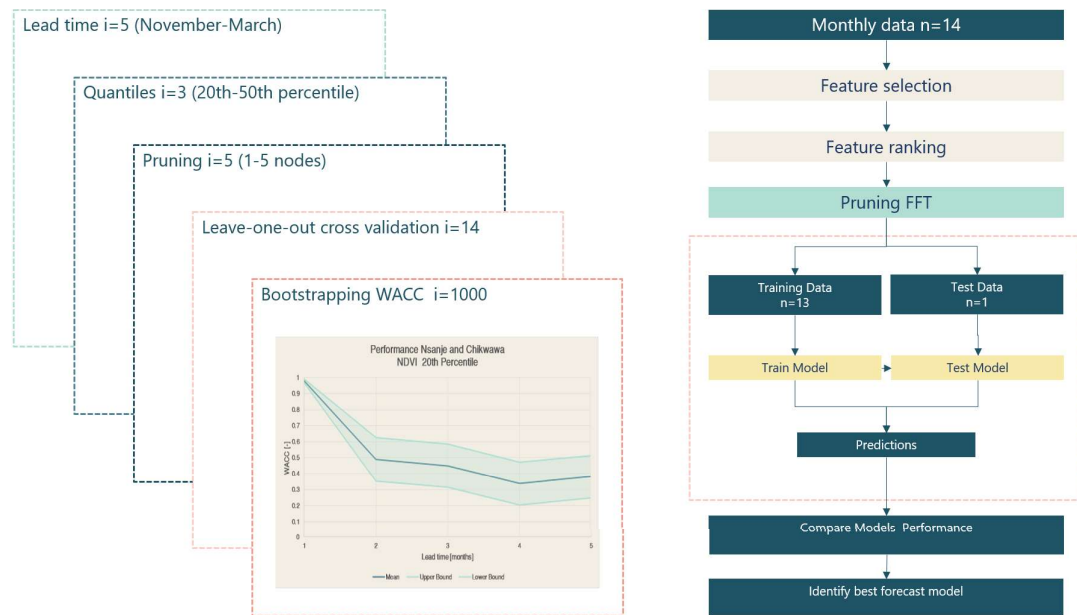 Lead time i=5 (November-March)
Quantiles i=3 (20th-50th percentile)
Pruning i=5 (1-5 nodes)
Leave-one-out cross validation i=14
Bootstrapping WACC i=1000
Performance Nsanje and Chikwawa
NDVI 20th Percentile
WACC [-]
1
0.9
0.8
0.7
0.6
0.5
0.4
0.3
0.2
0.1
0
1 2 3 4 5
Lead time [months]
Mean Upper Bound Lower Bound
Monthly data n=14
Feature selection
Feature ranking
Pruning FFT
Training Data
n=13
Test Data
n=1
Train Model
Test Model
Predictions
Compare Models Performance
Identify best forecast model